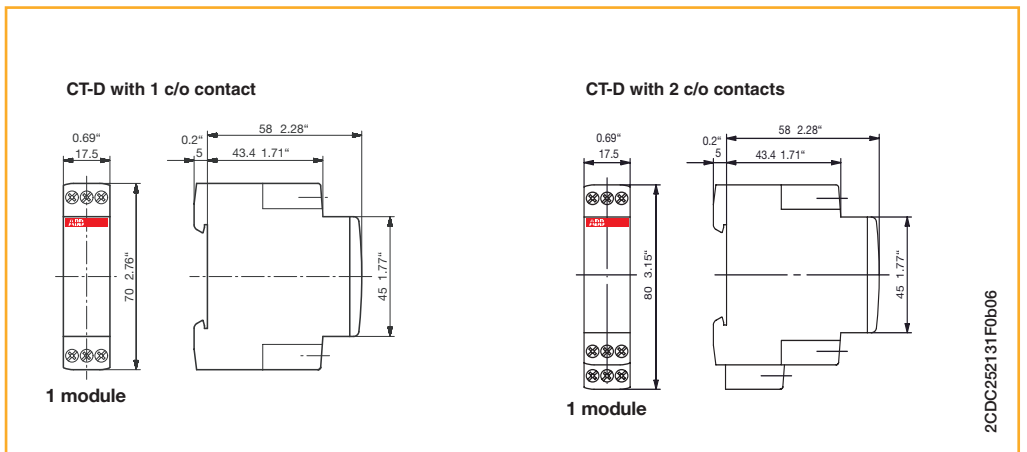 CT-D with 1 c/o contact
0.69“
17.5
0.2“
5
58 2.28“
43.4 1.71“
ABB
70 2.76“
45 1.77“
1 module
CT-D with 2 c/o contacts
0.69“
17.5
0.2“
5
58 2.28“
43.4 1.71“
ABB
80 3.15“
45 1.77“
1 module
2CDC252131F0b06